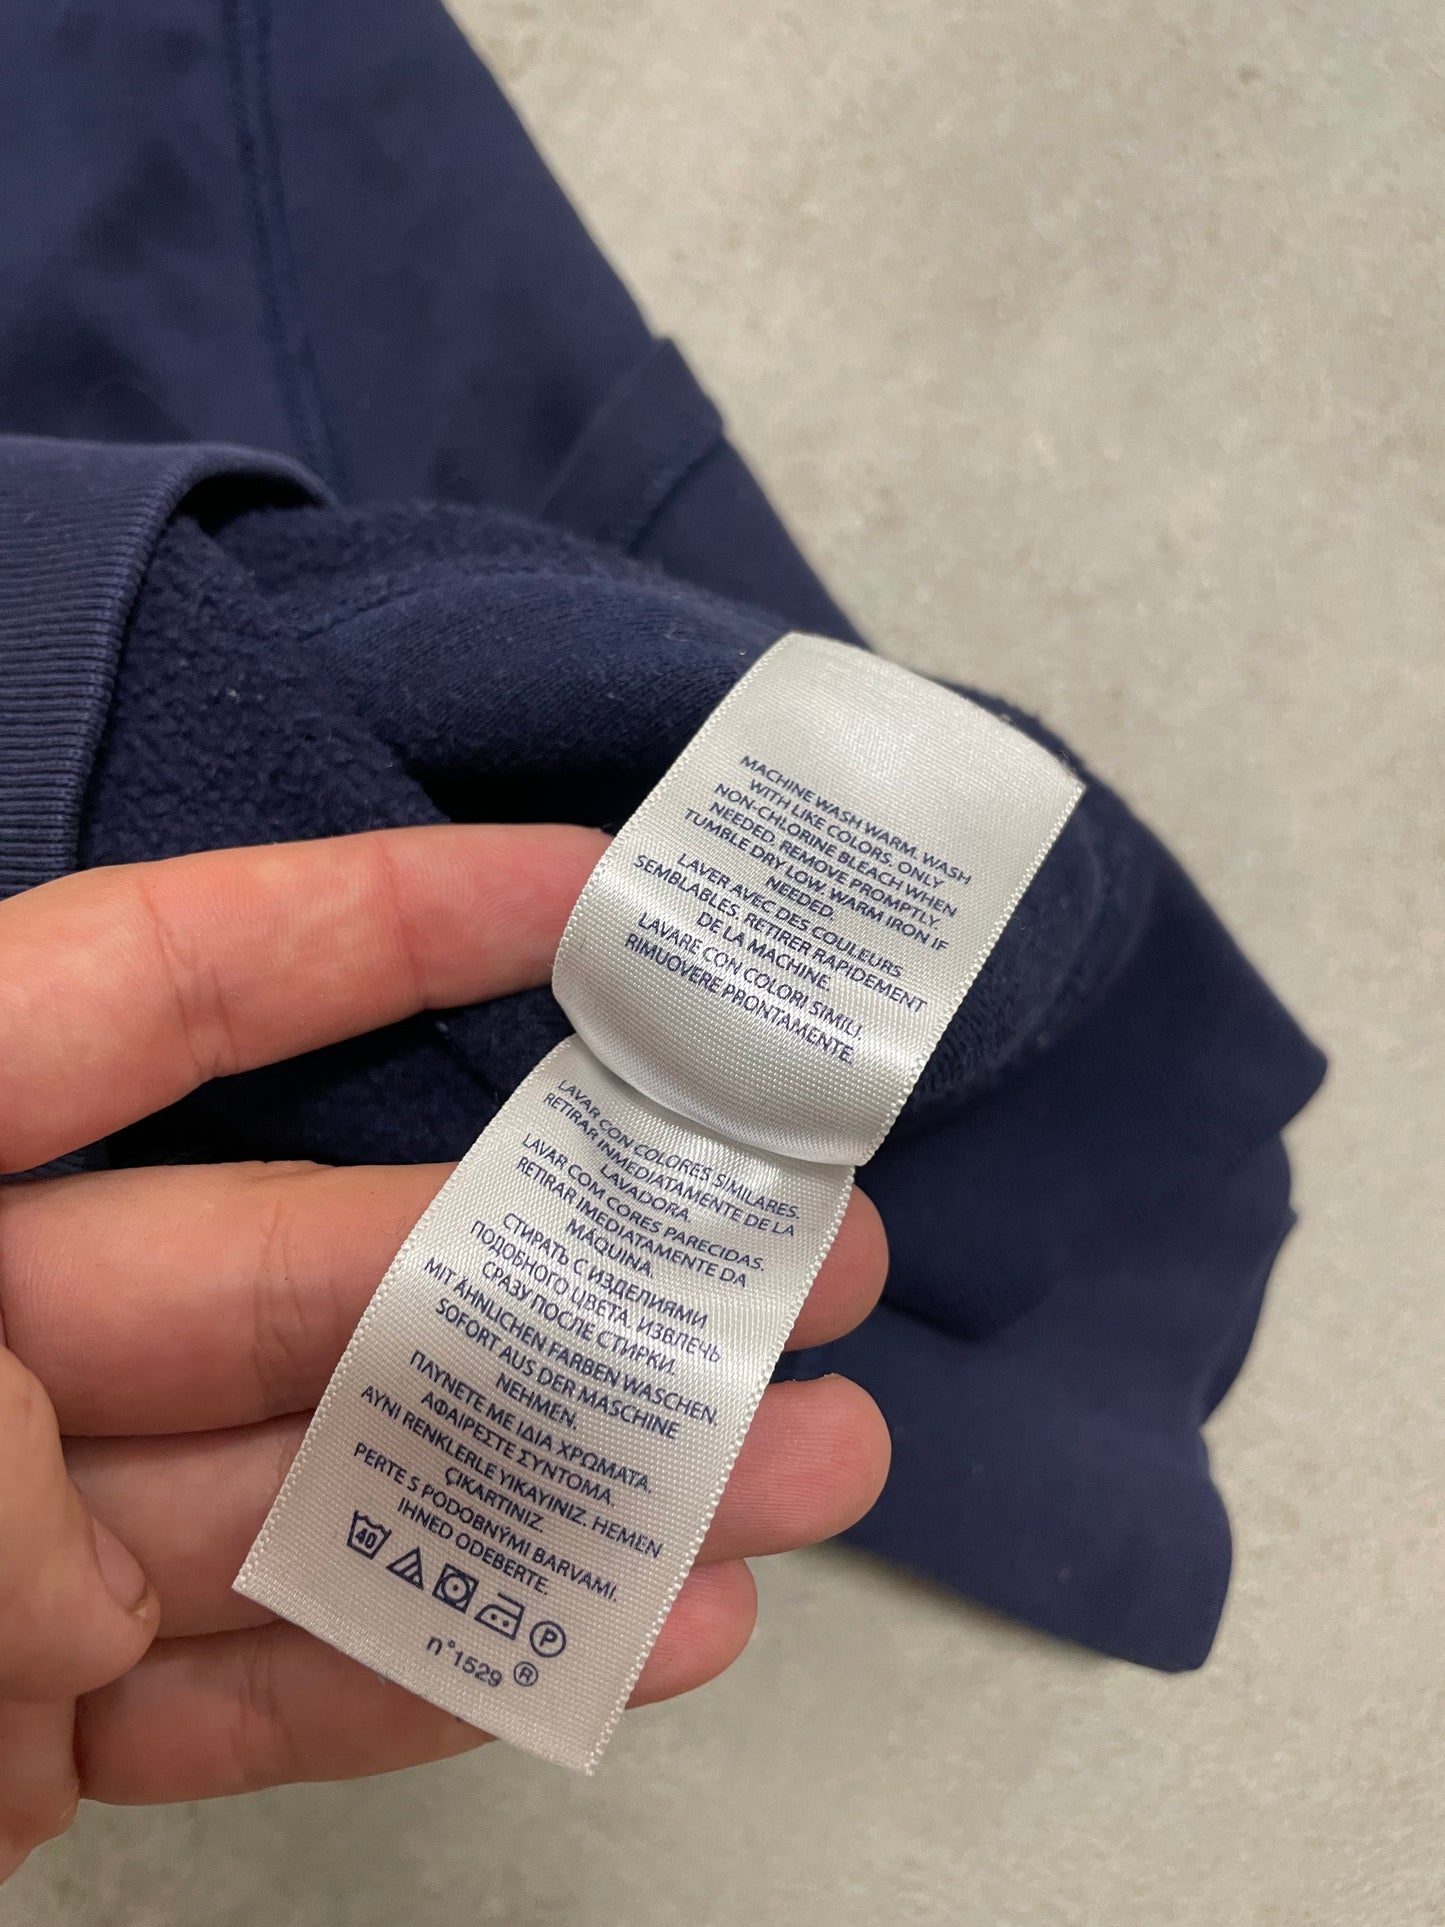 MACHINE WASH WARM. WASH
WITH LIKE COLORS. ONLY
NON-CHLORINE BLEACH WHEN
NEEDED. REMOVE PROMPTLY.
TUMBLE DRY LOW. WARM IRON IF
NEEDED.
LAVER AVEC DES COULEURS
SEMBLABLES. RETIRER RAPIDEMENT
DE LA MACHINE.
LAVARE CON COLORI SIMILI.
RIMUOVERE PRONTAMENTE.
LAVAR CON COLORES SIMILARES.
RETIRAR INMEDIATAMENTE DE LA
LAVADORA.
LAVAR COM CORES PARECIDAS.
RETIRAR IMEDIATAMENTE DA
MÁQUINA.
СТИРАТЬ С ИЗДЕЛИЯМИ
ПОДОБНОГО ЦВЕТА. ИЗВЛЕЧЬ
СРАЗУ ПОСЛЕ СТИРКИ.
MIT ÄHNLICHEN FARBEN WASCHEN.
SOFORT AUS DER MASCHINE
NEHMEN.
ΠΛΥΝΕΤΕ ΜΕ ΙΔΙΑ ΧΡΩΜΑΤΑ.
ΑΦΑΙΡΕΣΤΕ ΣΥΝΤΟΜΑ.
AYNI RENKLERLE YIKAYINIZ. HEMEN
ÇIKARTINIZ.
PERTE S PODOBNÝMI BARVAMI.
IHNED ODEBERTE.
40 P
n°1529 ®